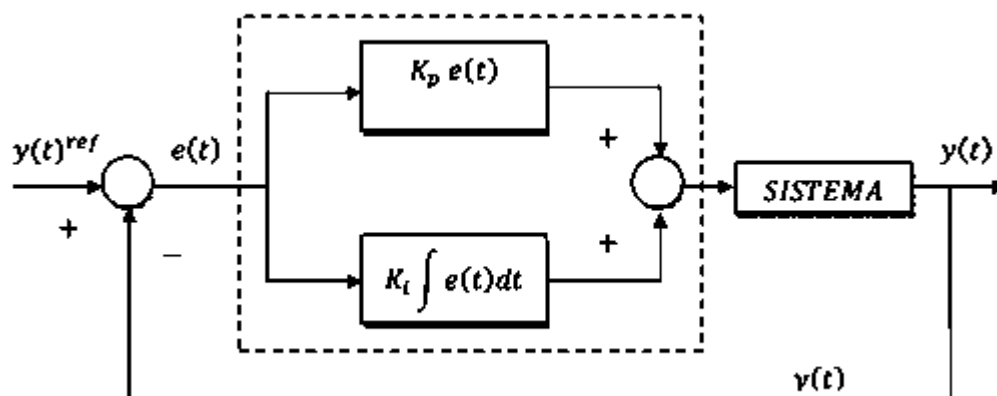 K_p e(t)
y(t)^{ref}
e(t)
+
y(t)
SISTEMA
+
−
+
K_i ∫ e(t)dt
y(t)